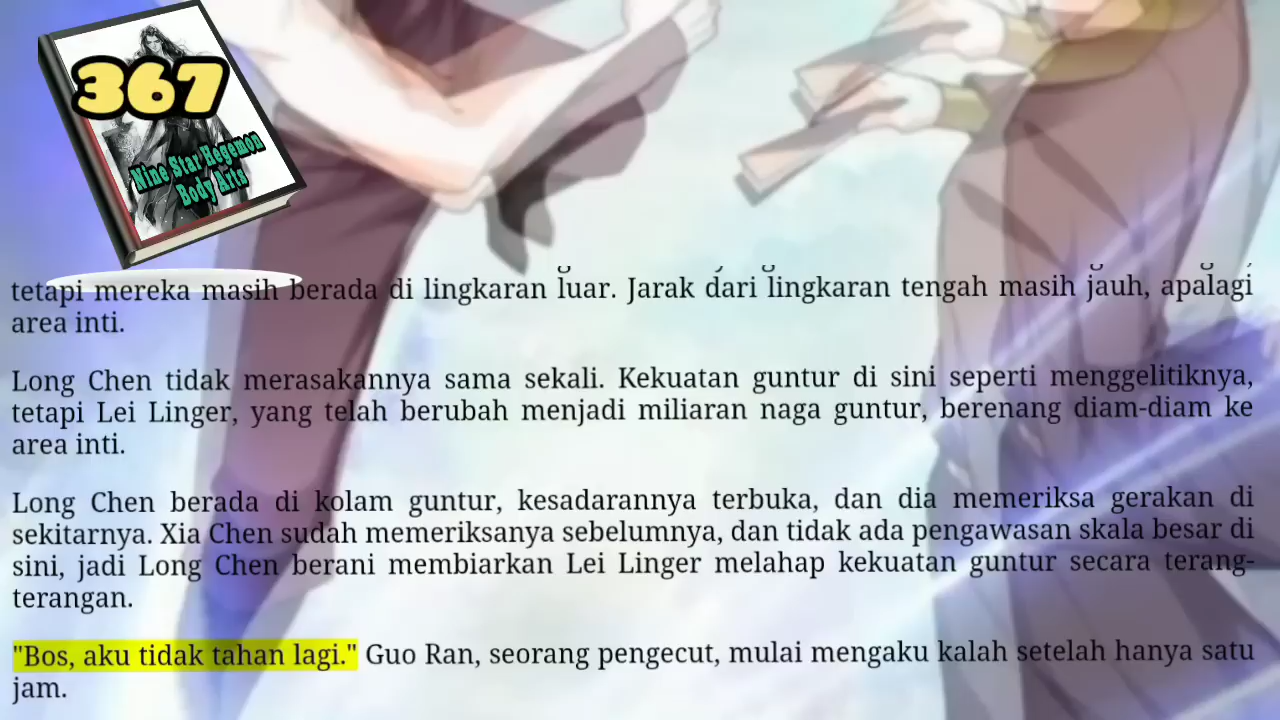 367
Nine Star Hegemon
Body Arts
tetapi mereka masih berada di lingkaran luar. Jarak dari lingkaran tengah masih jauh, apalagi
area inti.
Long Chen tidak merasakannya sama sekali. Kekuatan guntur di sini seperti menggelitiknya,
tetapi Lei Linger, yang telah berubah menjadi miliaran naga guntur, berenang diam-diam ke
area inti.
Long Chen berada di kolam guntur, kesadarannya terbuka, dan dia memeriksa gerakan di
sekitarnya. Xia Chen sudah memeriksanya sebelumnya, dan tidak ada pengawasan skala besar di
sini, jadi Long Chen berani membiarkan Lei Linger melahap kekuatan guntur secara terang-
terangan.
"Bos, aku tidak tahan lagi." Guo Ran, seorang pengecut, mulai mengaku kalah setelah hanya satu
jam.